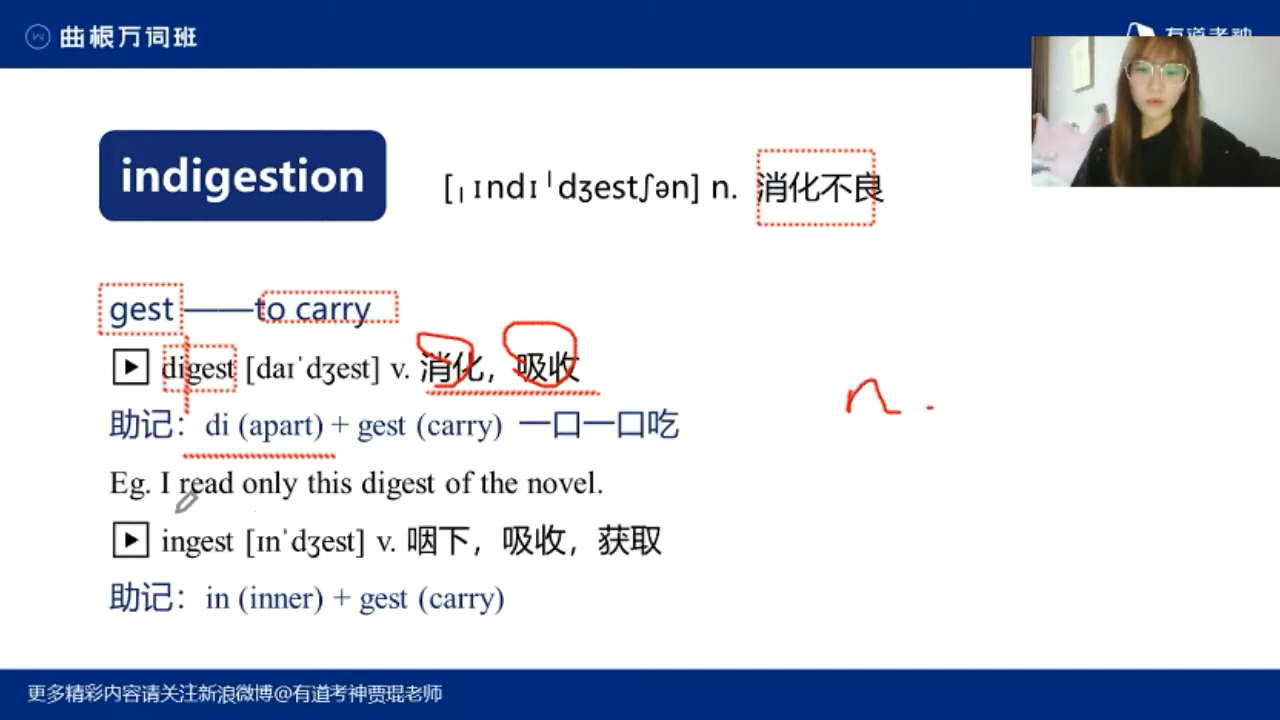 曲根万词班
有道考神
indigestion
[ˌɪndɪˈdʒestʃən] n. 消化不良
gest ——to carry
digest [daɪˈdʒest] v. 消化，吸收
n.
助记：di (apart) + gest (carry) 一口一口吃
Eg. I read only this digest of the novel.
ingest [ɪnˈdʒest] v. 咽下，吸收，获取
助记：in (inner) + gest (carry)
更多精彩内容请关注新浪微博@有道考神贾琨老师